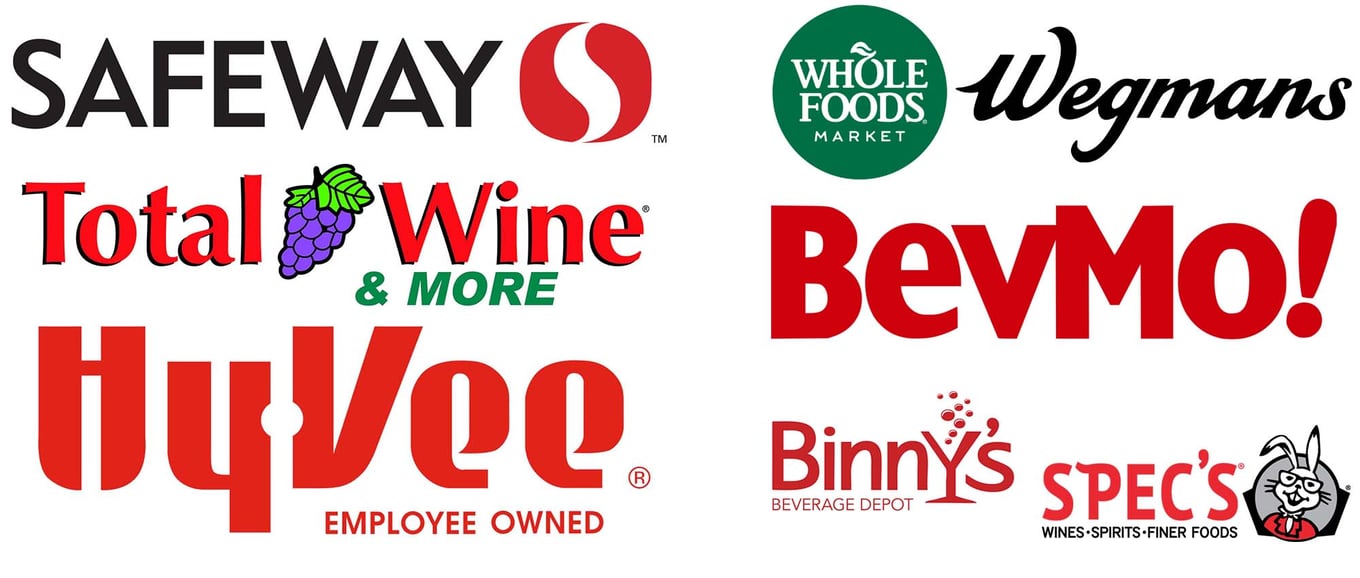 SAFEWAY ™
Total Wine ®
& MORE
HyVee ®
EMPLOYEE OWNED
WHOLE
FOODS ®
MARKET
Wegmans
BevMo!
Binny's
BEVERAGE DEPOT
SPEC'S ®
WINES•SPIRITS•FINER FOODS ®